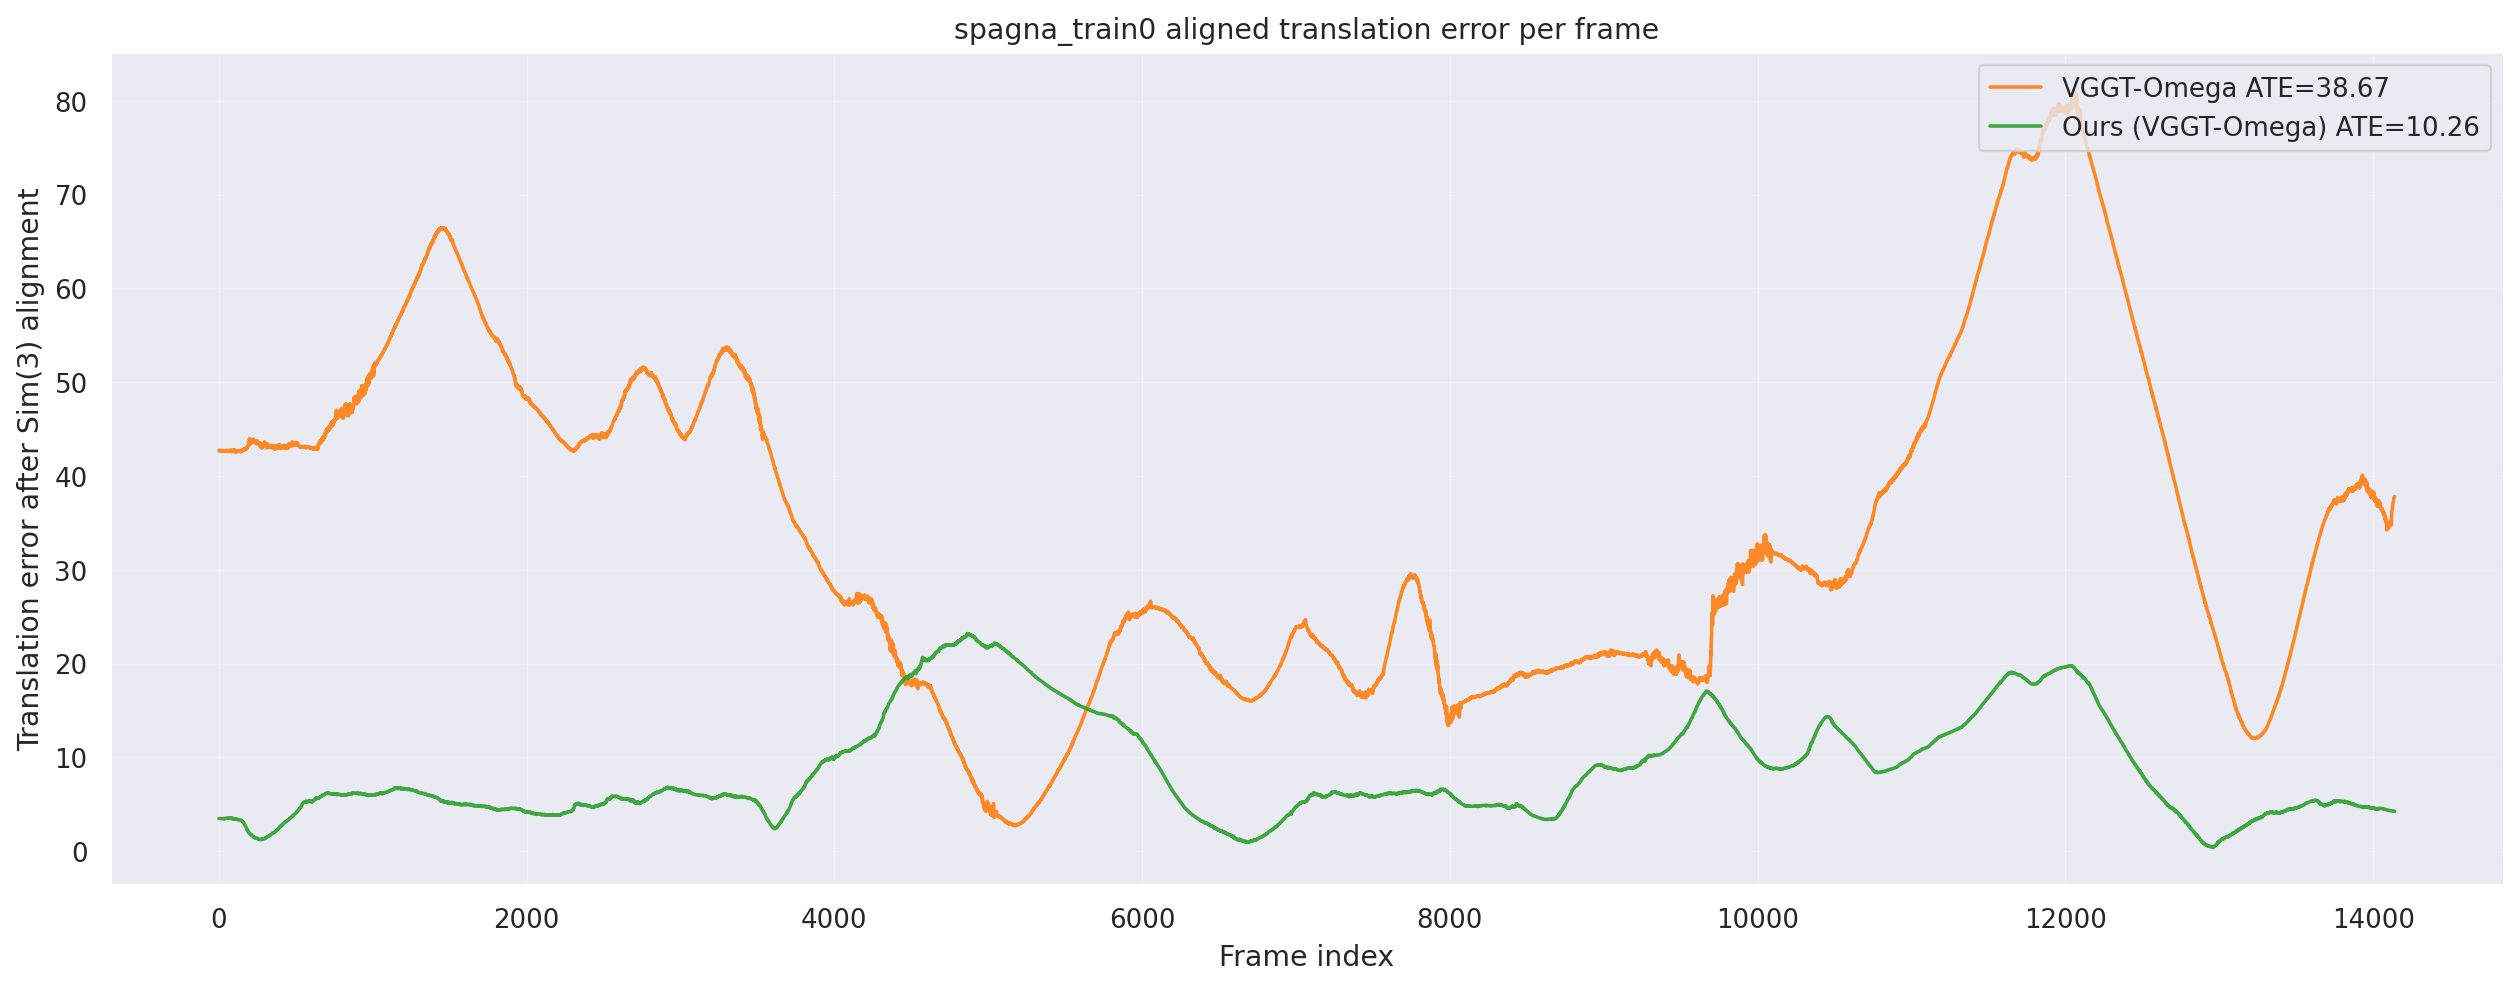 spagna_train0 aligned translation error per frame
VGGT-Omega ATE=38.67
Ours (VGGT-Omega) ATE=10.26
Translation error after Sim(3) alignment
80
70
60
50
40
30
20
10
0
0 2000 4000 6000 8000 10000 12000 14000
Frame index